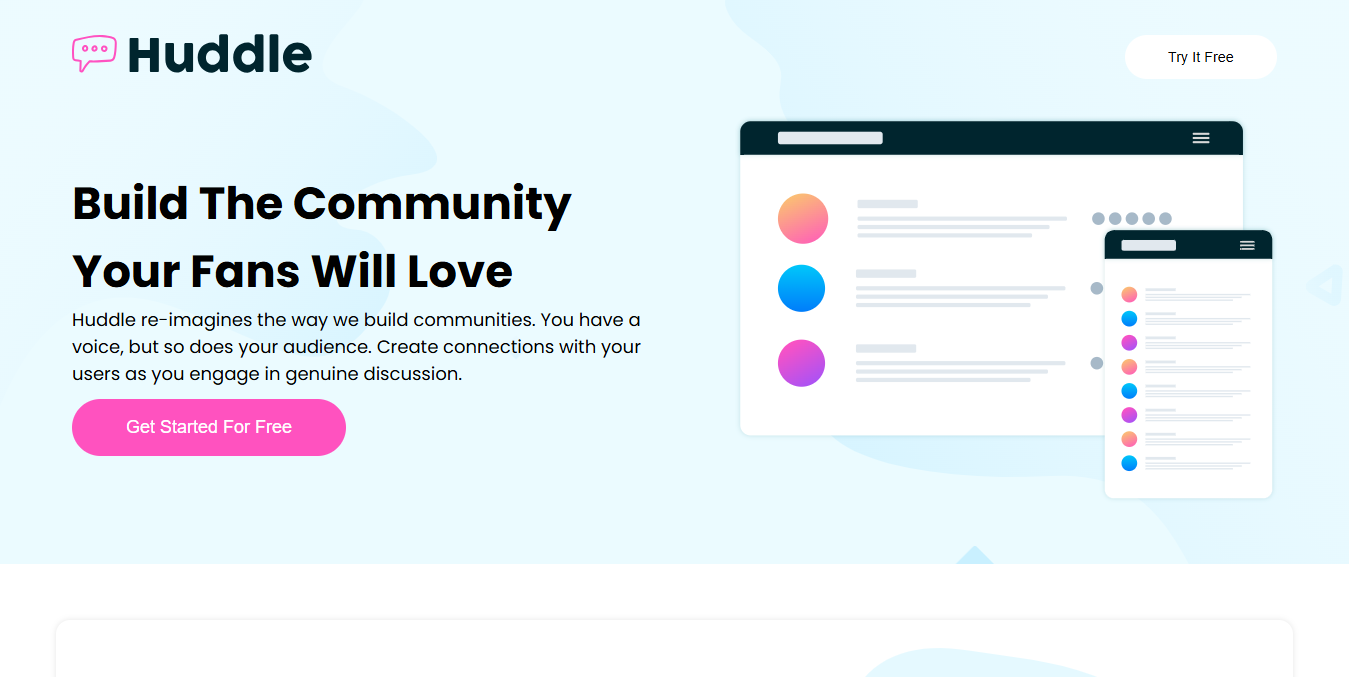 Huddle
Try It Free
Build The Community
Your Fans Will Love
Huddle re-imagines the way we build communities. You have a
voice, but so does your audience. Create connections with your
users as you engage in genuine discussion.
Get Started For Free